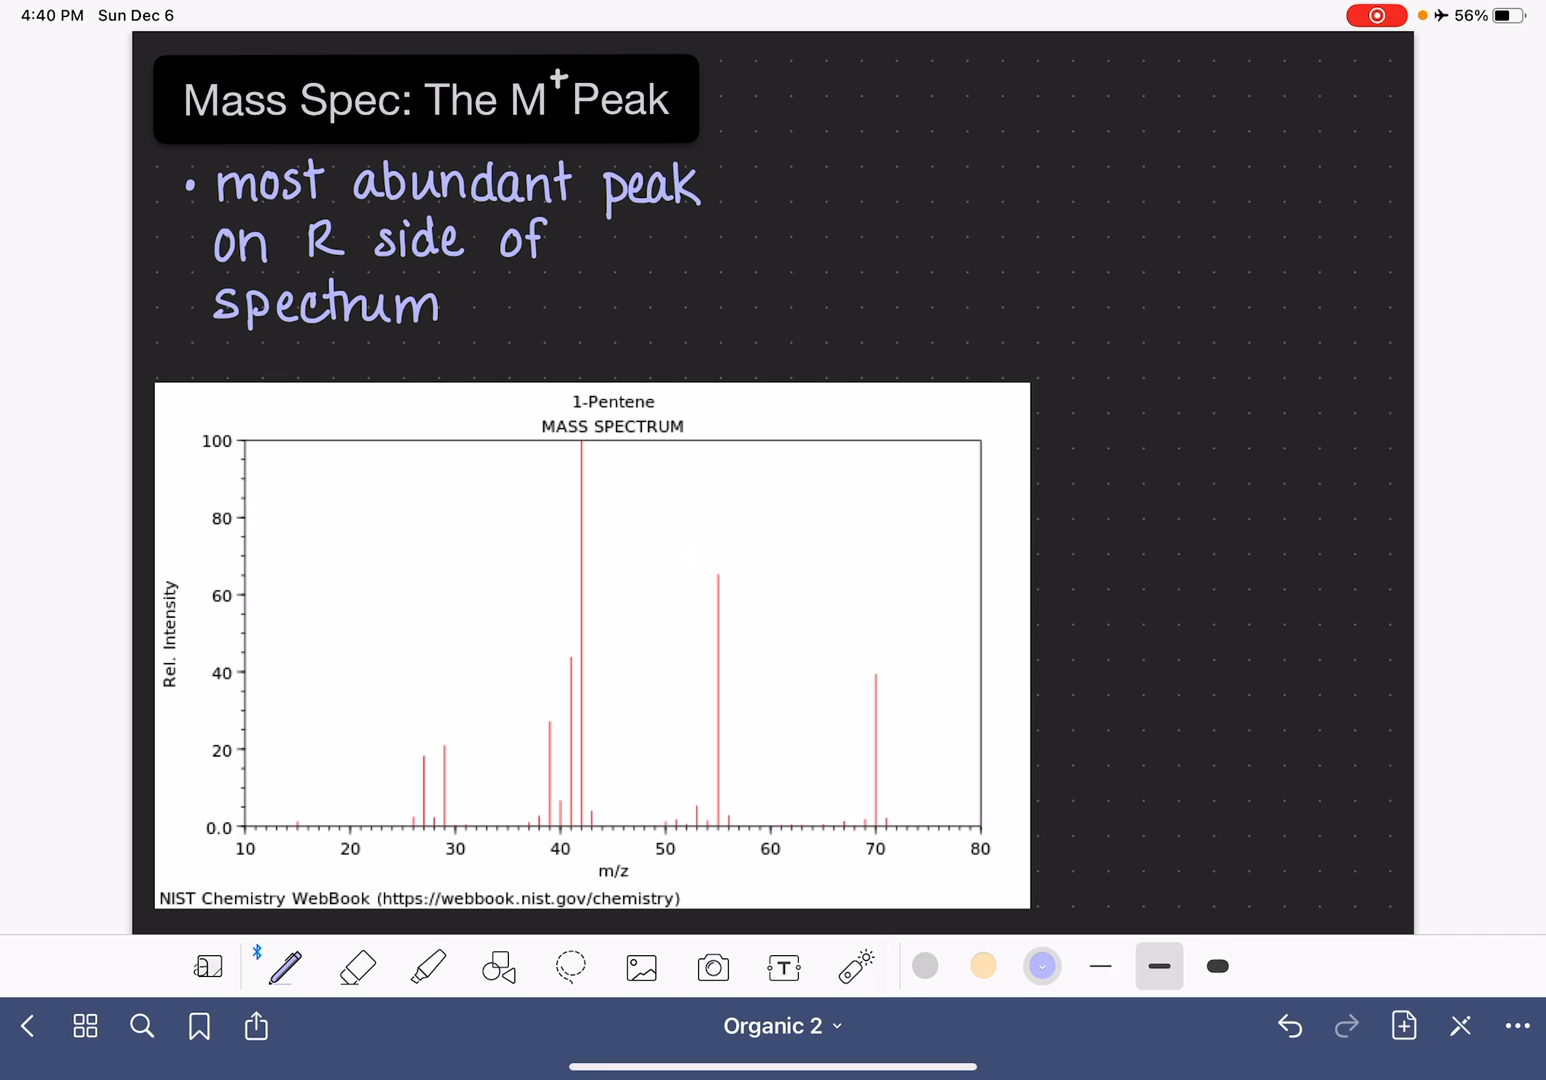 4:40 PM Sun Dec 6
56%
Mass Spec: The M⁺ Peak
• most abundant peak
on R side of
spectrum
1-Pentene
MASS SPECTRUM
100
80
60
40
20
0.0
Rel. Intensity
10 20 30 40 50 60 70 80
m/z
NIST Chemistry WebBook (https://webbook.nist.gov/chemistry)
a
T
Organic 2